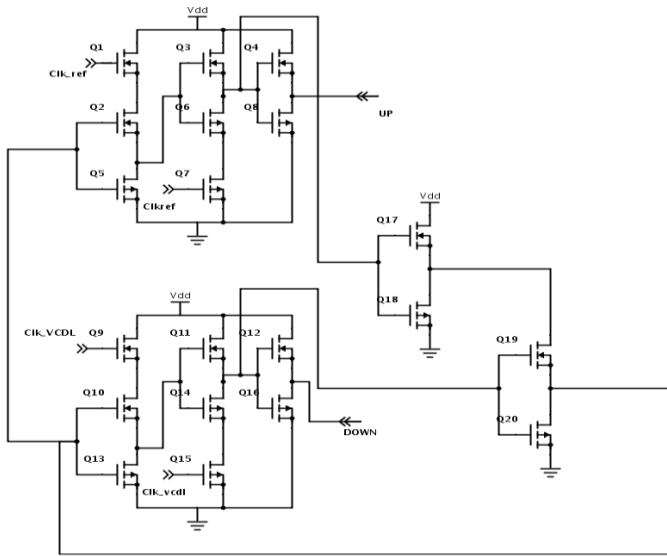 Vdd
Q1
Q3
Q4
Clk_ref
Q2
Q6
Q8
UP
Q5
Q7
Clkref
Vdd
Q17
Q18
Vdd
Clk_VCDL
Q9
Q11
Q12
Q19
Q10
Q14
Q16
Q20
DOWN
Q13
Q15
Clk_vcdl